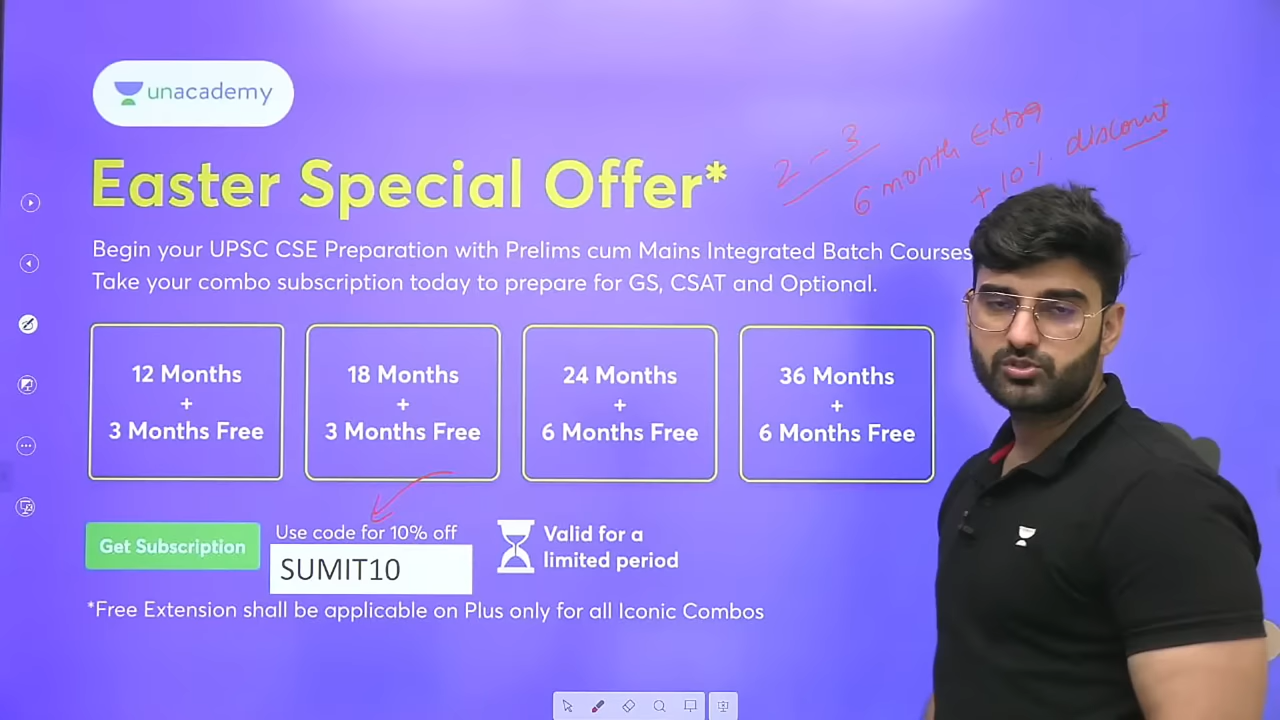 unacademy
Easter Special Offer*
2 - 3
6 month Extra
+ 10% discount
Begin your UPSC CSE Preparation with Prelims cum Mains Integrated Batch Courses
Take your combo subscription today to prepare for GS, CSAT and Optional.
12 Months
+
3 Months Free
18 Months
+
3 Months Free
24 Months
+
6 Months Free
36 Months
+
6 Months Free
Get Subscription
Use code for 10% off
SUMIT10
Valid for a
limited period
*Free Extension shall be applicable on Plus only for all Iconic Combos